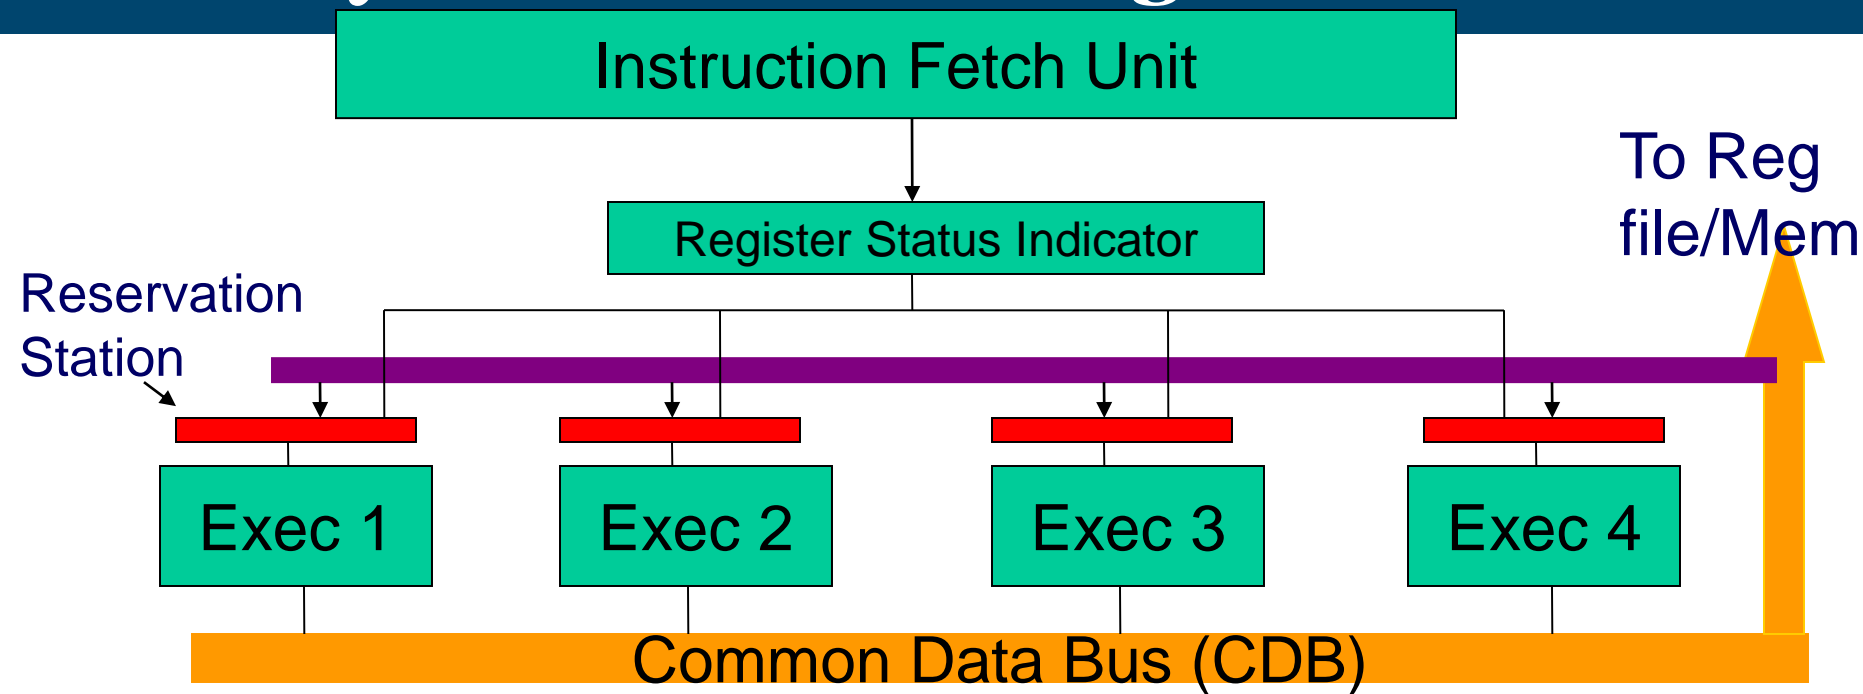 Instruction Fetch Unit
To Reg
file/Mem
Register Status Indicator
Reservation
Station
Exec 1
Exec 2
Exec 3
Exec 4
Common Data Bus (CDB)